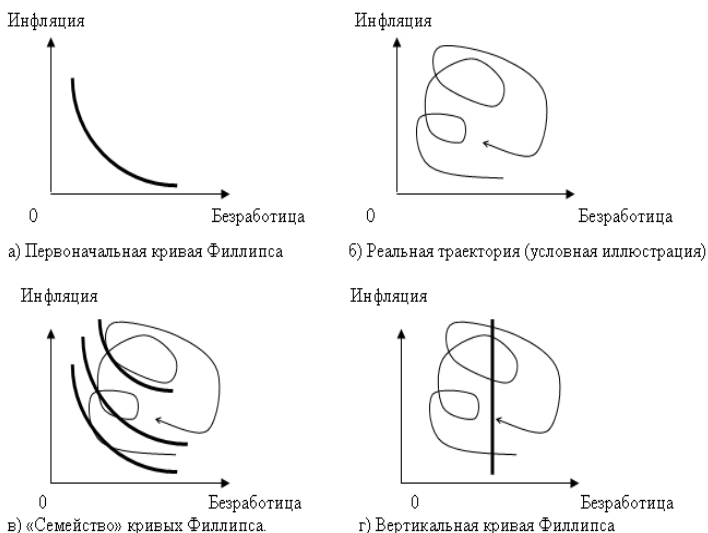 Инфляция
Инфляция
0
Безработица
0
Безработица
а) Первоначальная кривая Филлипса
б) Реальная траектория (условная иллюстрация)
Инфляция
Инфляция
0
Безработица
0
Безработица
в) «Семейство» кривых Филлипса.
г) Вертикальная кривая Филлипса